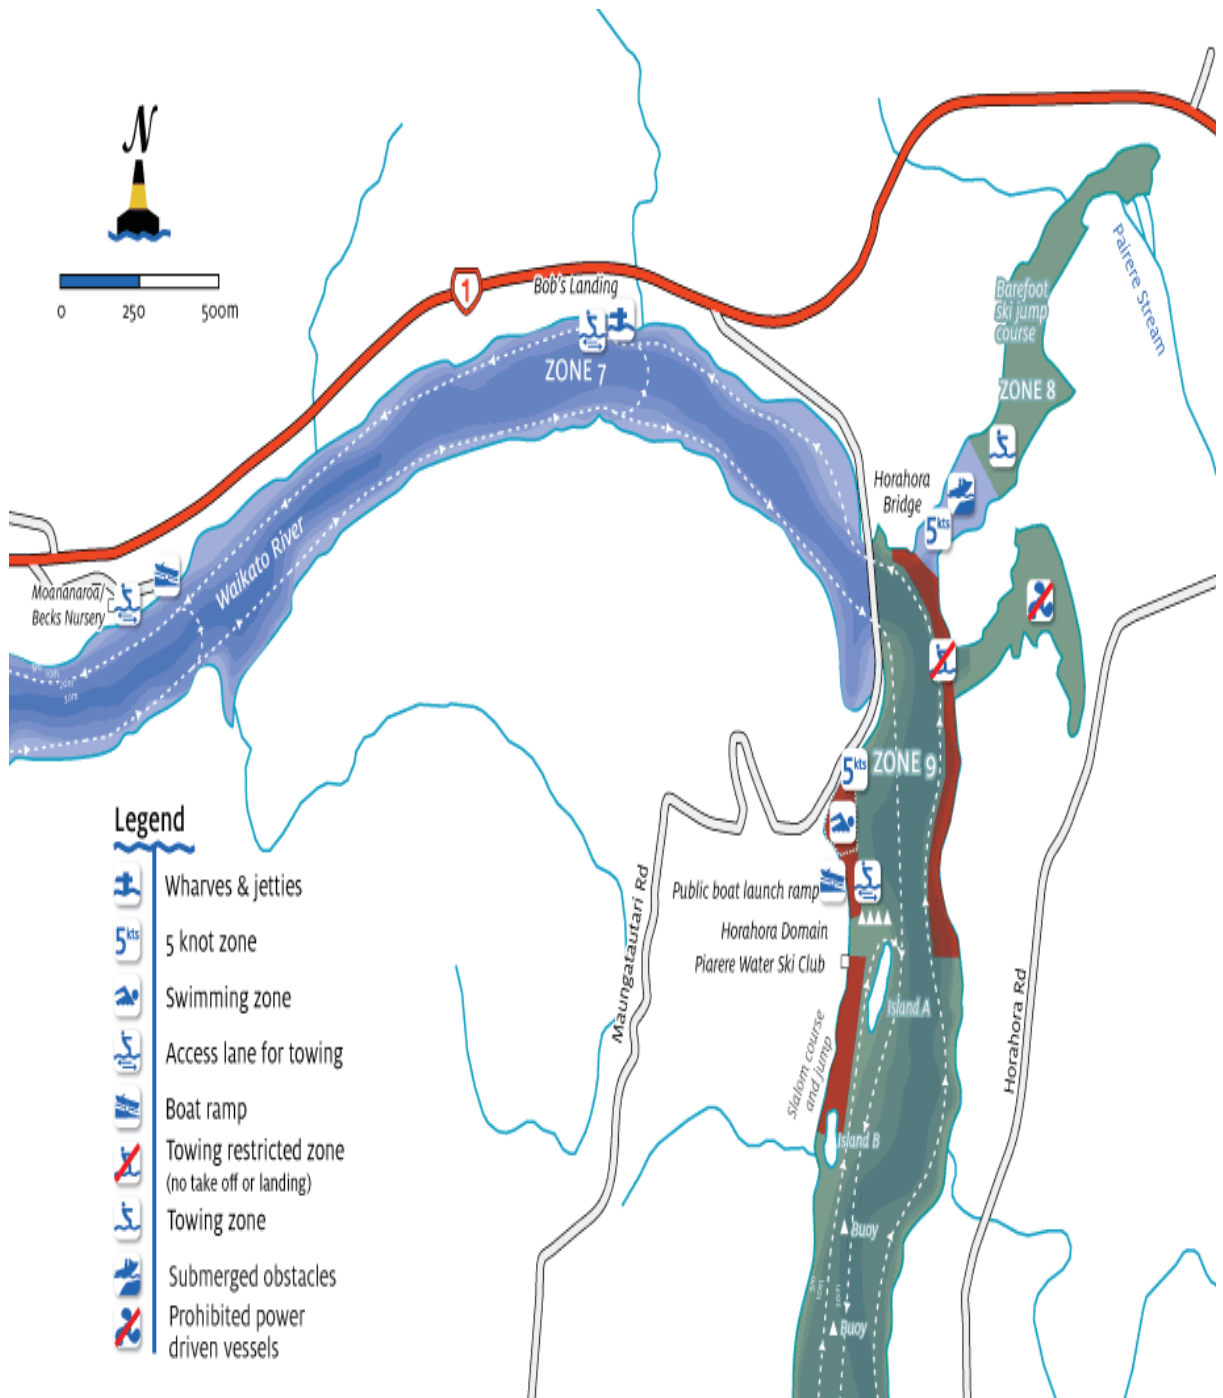 N
0 250 500m
1
Bob's Landing
ZONE 7
Barefoot
ski jump
course
Pairere Stream
ZONE 8
Horahora
Bridge
5kts
Waikato River
Moananaroa/
Becks Nursery
10m
ZONE 9
5kts
Public boat launch ramp
Horahora Domain
Piarere Water Ski Club
Island A
Slalom course
and jump
Island B
Buoy
Buoy
Maungatautari Rd
Horahora Rd
Legend
Wharves & jetties
5kts
5 knot zone
Swimming zone
Access lane for towing
Boat ramp
Towing restricted zone
(no take off or landing)
Towing zone
Submerged obstacles
Prohibited power
driven vessels